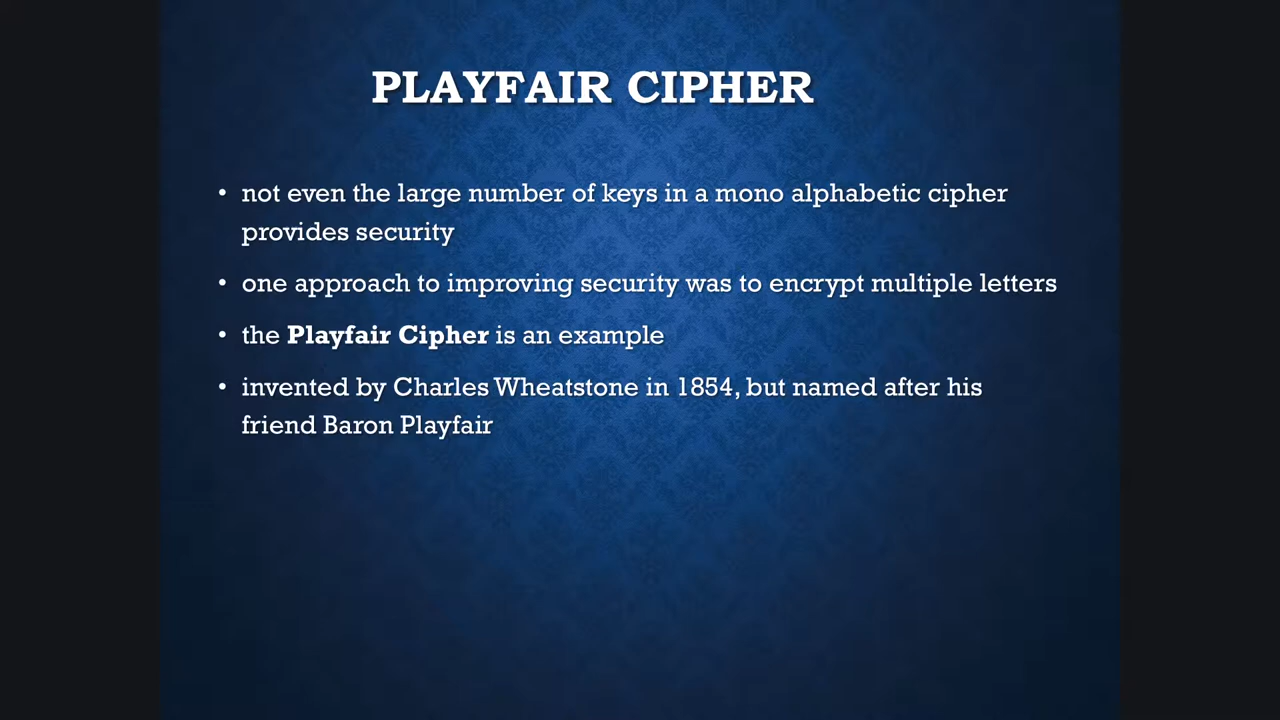 PLAYFAIR CIPHER
• not even the large number of keys in a mono alphabetic cipher
provides security
• one approach to improving security was to encrypt multiple letters
• the Playfair Cipher is an example
• invented by Charles Wheatstone in 1854, but named after his
friend Baron Playfair